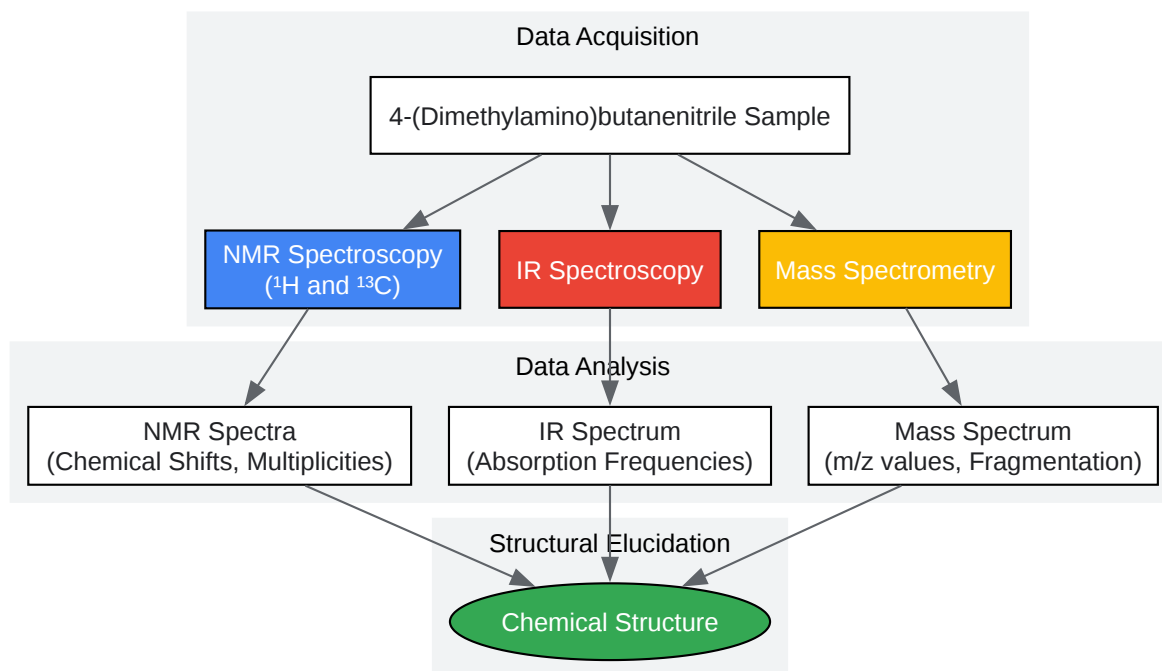 Data Acquisition
4-(Dimethylamino)butanenitrile Sample
NMR Spectroscopy
(¹H and ¹³C)
IR Spectroscopy
Mass Spectrometry
Data Analysis
NMR Spectra
(Chemical Shifts, Multiplicities)
IR Spectrum
(Absorption Frequencies)
Mass Spectrum
(m/z values, Fragmentation)
Structural Elucidation
Chemical Structure